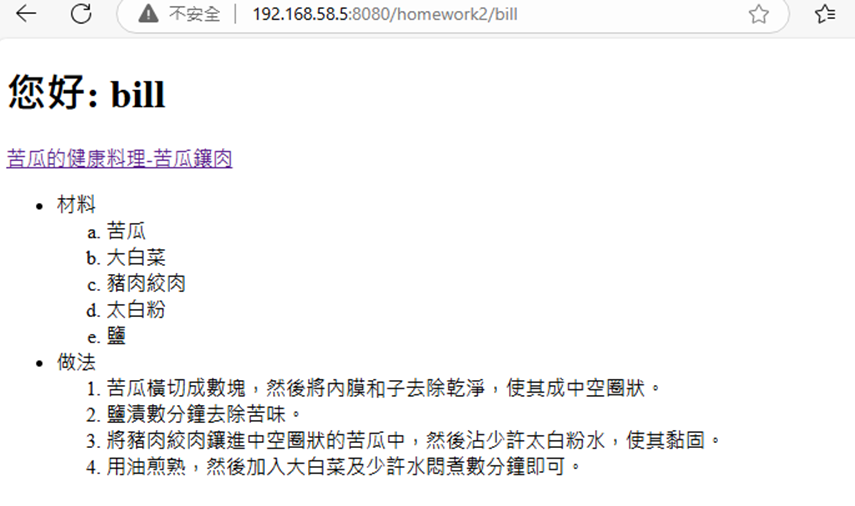 不安全 | 192.168.58.5:8080/homework2/bill
您好: bill
苦瓜的健康料理-苦瓜鑲肉
• 材料
a. 苦瓜
b. 大白菜
c. 豬肉絞肉
d. 太白粉
e. 鹽
• 做法
1. 苦瓜橫切成數塊，然後將內膜和子去除乾淨，使其成中空圈狀。
2. 鹽漬數分鐘去除苦味。
3. 將豬肉絞肉鑲進中空圈狀的苦瓜中，然後沾少許太白粉水，使其黏固。
4. 用油煎熟，然後加入大白菜及少許水悶煮數分鐘即可。